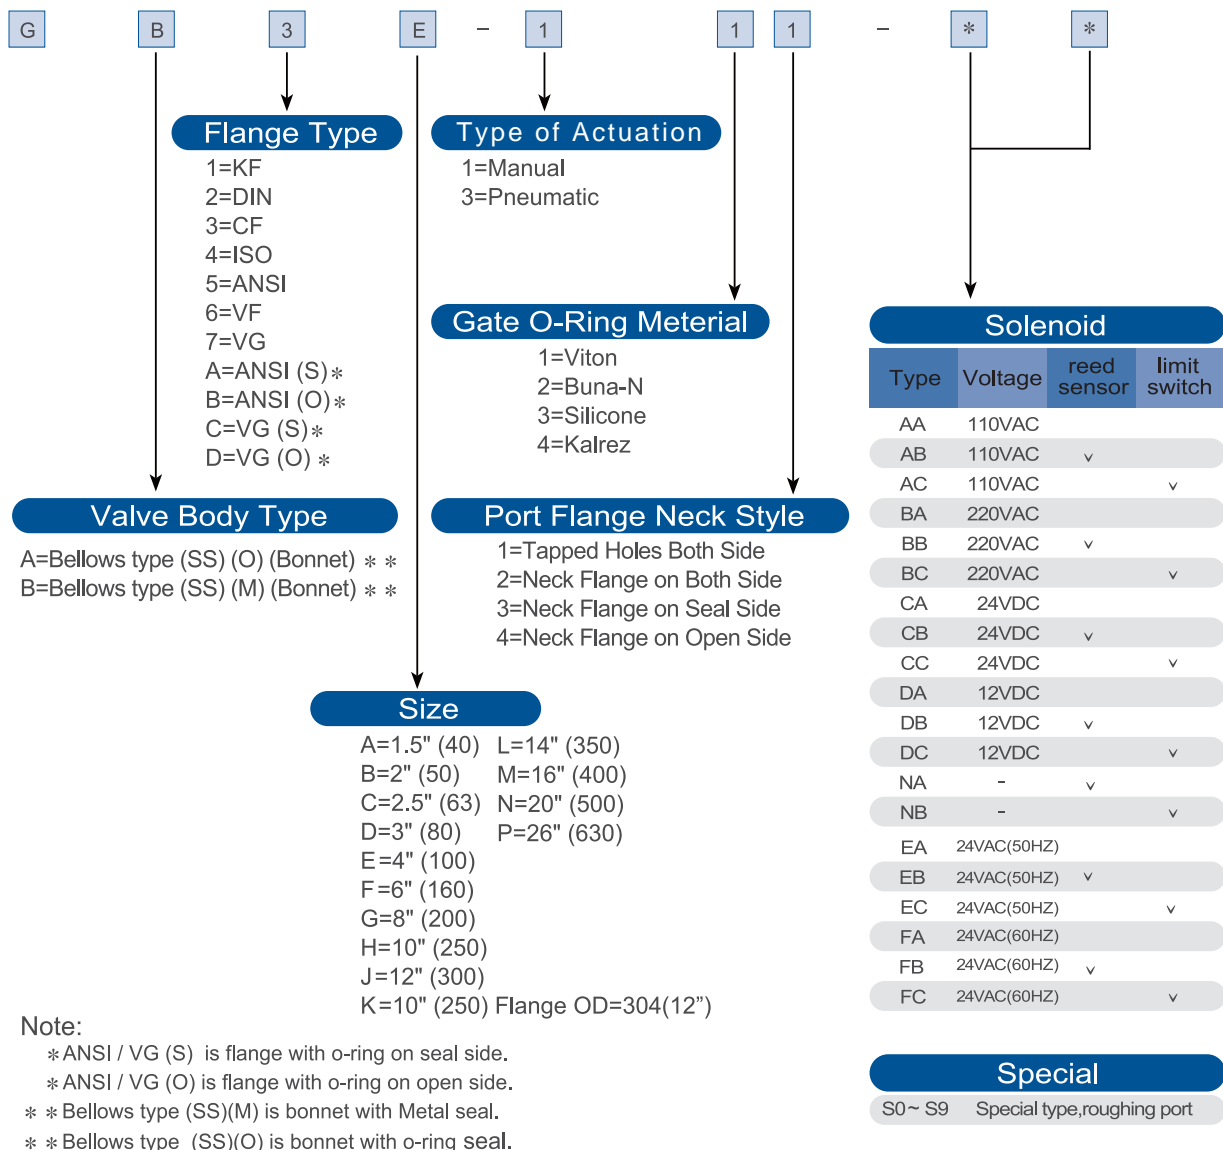 G B 3 E - 1 1 1 - * *
Flange Type
1=KF
2=DIN
3=CF
4=ISO
5=ANSI
6=VF
7=VG
A=ANSI (S)*
B=ANSI (O)*
C=VG (S)*
D=VG (O) *
Type of Actuation
1=Manual
3=Pneumatic
Gate O-Ring Meterial
1=Viton
2=Buna-N
3=Silicone
4=Kalrez
Valve Body Type
A=Bellows type (SS) (O) (Bonnet) * *
B=Bellows type (SS) (M) (Bonnet) * *
Port Flange Neck Style
1=Tapped Holes Both Side
2=Neck Flange on Both Side
3=Neck Flange on Seal Side
4=Neck Flange on Open Side
Size
A=1.5" (40) L=14" (350)
B=2" (50) M=16" (400)
C=2.5" (63) N=20" (500)
D=3" (80) P=26" (630)
E=4" (100)
F=6" (160)
G=8" (200)
H=10" (250)
J=12" (300)
K=10" (250) Flange OD=304(12”)
Solenoid
Type Voltage reed sensor limit switch
AA 110VAC
AB 110VAC ˅
AC 110VAC ˅
BA 220VAC
BB 220VAC ˅
BC 220VAC ˅
CA 24VDC
CB 24VDC ˅
CC 24VDC ˅
DA 12VDC
DB 12VDC ˅
DC 12VDC ˅
NA - ˅
NB - ˅
EA 24VAC(50HZ)
EB 24VAC(50HZ) ˅
EC 24VAC(50HZ) ˅
FA 24VAC(60HZ)
FB 24VAC(60HZ) ˅
FC 24VAC(60HZ) ˅
Special
S0~ S9 Special type,roughing port
Note:
*ANSI / VG (S) is flange with o-ring on seal side.
*ANSI / VG (O) is flange with o-ring on open side.
* *Bellows type (SS)(M) is bonnet with Metal seal.
* *Bellows type (SS)(O) is bonnet with o-ring seal.